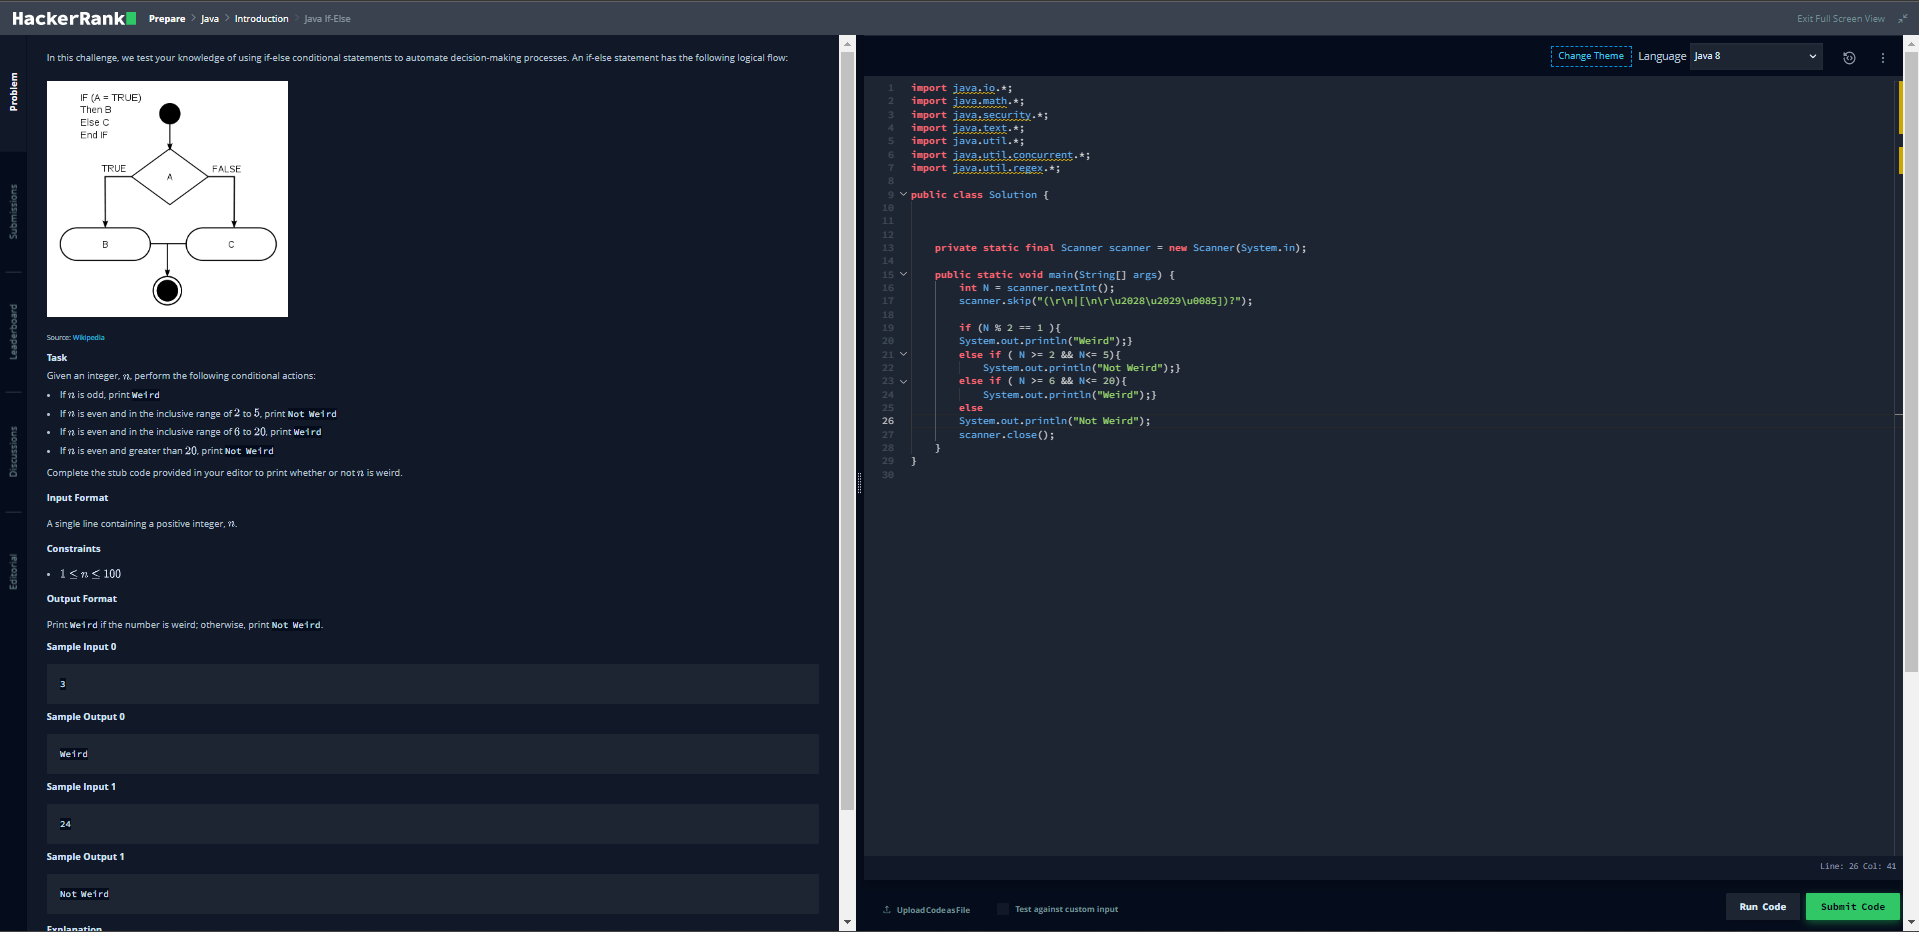 HackerRank Prepare > Java > Introduction > Java If-Else
Exit Full Screen View
Problem
Submissions
Leaderboard
Discussions
Editorial
In this challenge, we test your knowledge of using if-else conditional statements to automate decision-making processes. An if-else statement has the following logical flow:
IF (A = TRUE)
Then B
Else C
End IF
TRUE
A
FALSE
B
C
Source: Wikipedia
Task
Given an integer, n, perform the following conditional actions:
• If n is odd, print Weird
• If n is even and in the inclusive range of 2 to 5, print Not Weird
• If n is even and in the inclusive range of 6 to 20, print Weird
• If n is even and greater than 20, print Not Weird
Complete the stub code provided in your editor to print whether or not n is weird.
Input Format
A single line containing a positive integer, n.
Constraints
• 1 ≤ n ≤ 100
Output Format
Print Weird if the number is weird; otherwise, print Not Weird.
Sample Input 0
3
Sample Output 0
Weird
Sample Input 1
24
Sample Output 1
Not Weird
Explanation
Change Theme Language Java 8
1 import java.io.*;
2 import java.math.*;
3 import java.security.*;
4 import java.text.*;
5 import java.util.*;
6 import java.util.concurrent.*;
7 import java.util.regex.*;
8
9 public class Solution {
10
11
12
13 private static final Scanner scanner = new Scanner(System.in);
14
15 public static void main(String[] args) {
16 int N = scanner.nextInt();
17 scanner.skip("(\r\n|[\n\r\u2028\u2029\u0085])?");
18
19 if (N % 2 == 1 ){
20 System.out.println("Weird");}
21 else if ( N >= 2 && N<= 5){
22 System.out.println("Not Weird");}
23 else if ( N >= 6 && N<= 20){
24 System.out.println("Weird");}
25 else
26 System.out.println("Not Weird");
27 scanner.close();
28 }
29 }
30
Line: 26 Col: 41
Upload Code as File
Test against custom input
Run Code
Submit Code